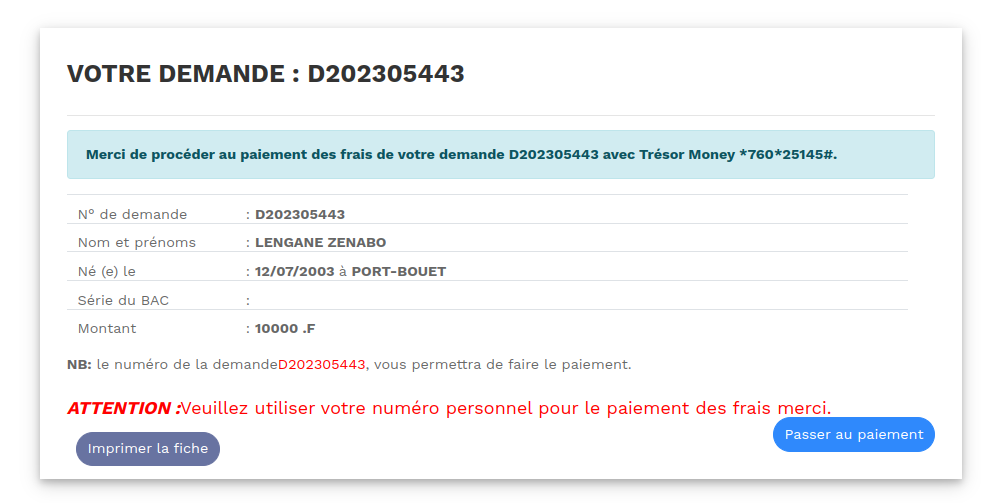 VOTRE DEMANDE : D202305443
Merci de procéder au paiement des frais de votre demande D202305443 avec Trésor Money *760*25145#.
N° de demande : D202305443
Nom et prénoms : LENGANE ZENABO
Né (e) le : 12/07/2003 à PORT-BOUET
Série du BAC :
Montant : 10000 .F
NB: le numéro de la demandeD202305443, vous permettra de faire le paiement.
ATTENTION :Veuillez utiliser votre numéro personnel pour le paiement des frais merci.
Passer au paiement
Imprimer la fiche